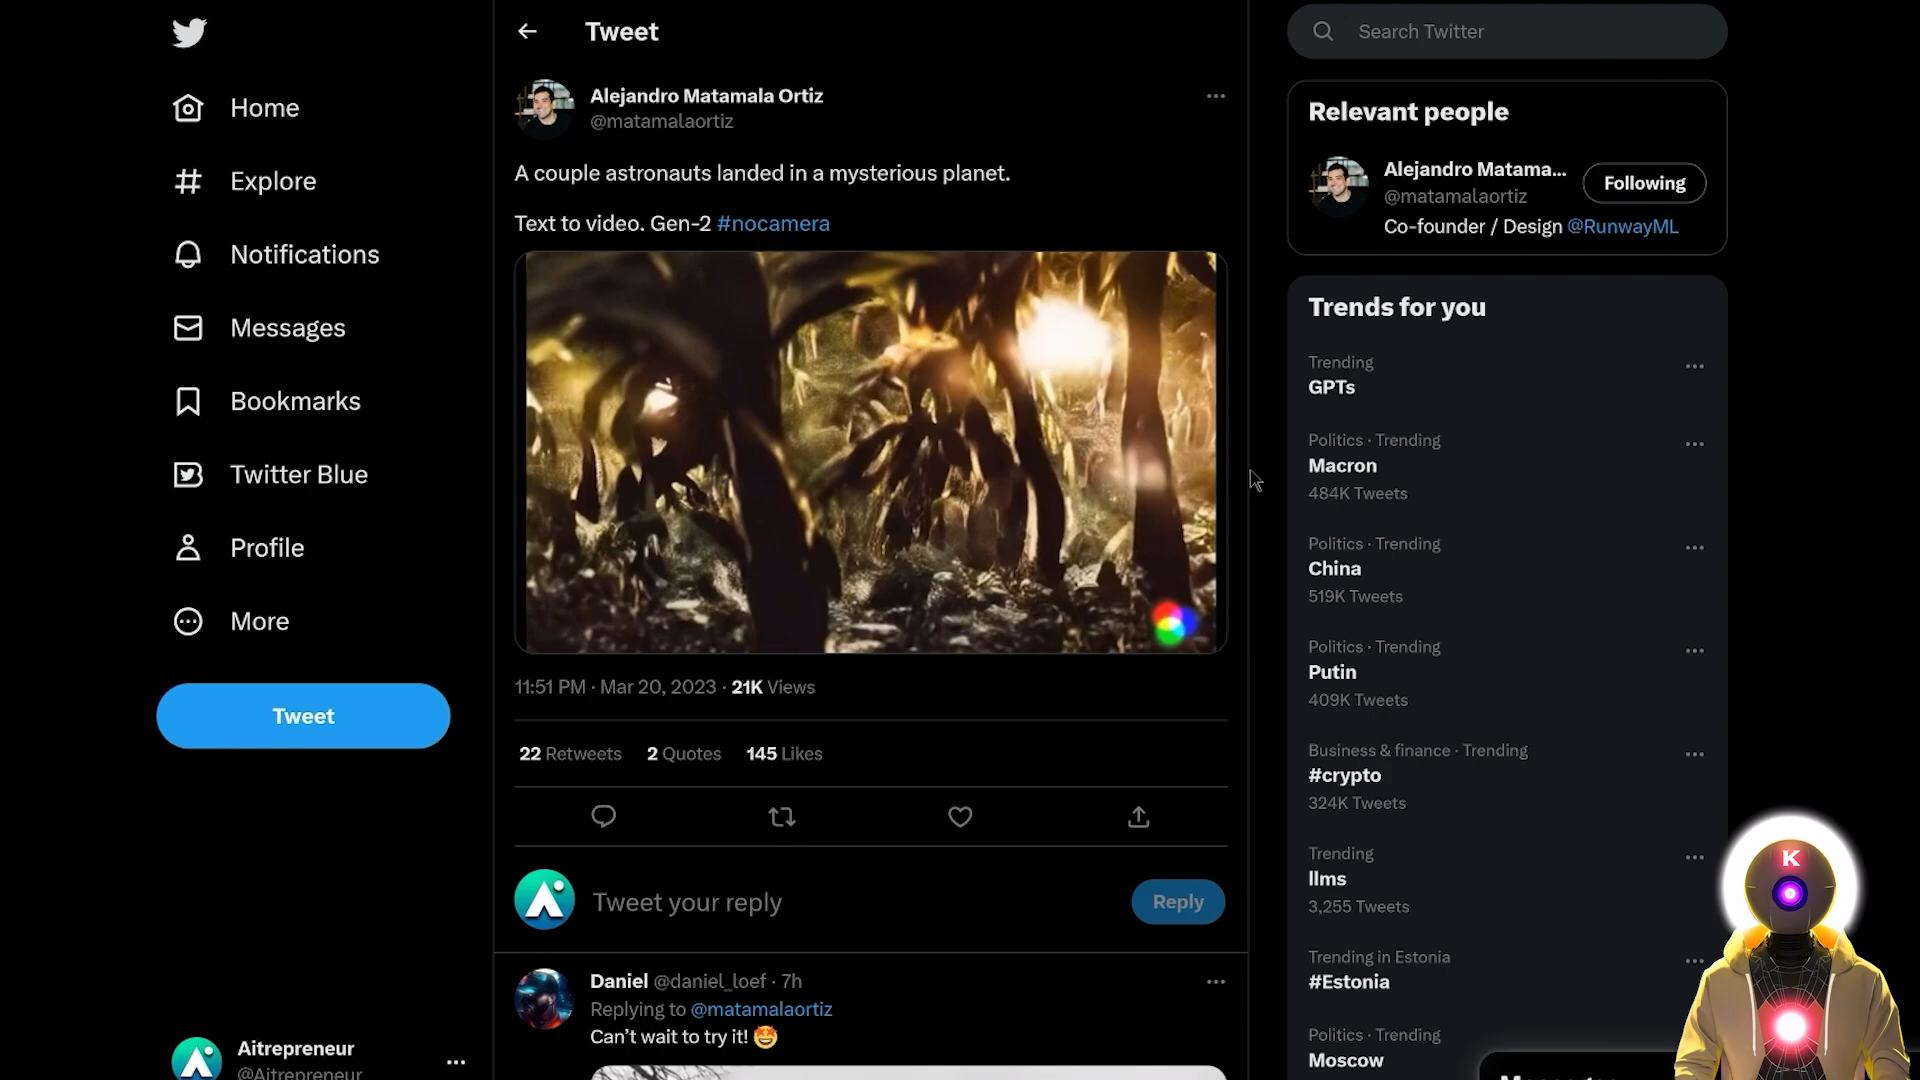 Home
Explore
Notifications
Messages
Bookmarks
Twitter Blue
Profile
More
Tweet
Aitrepreneur
@Aitrepreneur
Tweet
Alejandro Matamala Ortiz
@matamalaortiz
A couple astronauts landed in a mysterious planet.
Text to video. Gen-2 #nocamera
11:51 PM · Mar 20, 2023 · 21K Views
22 Retweets 2 Quotes 145 Likes
Tweet your reply
Reply
Daniel @daniel_loef · 7h
Replying to @matamalaortiz
Can't wait to try it! 🤩
Search Twitter
Relevant people
Alejandro Matama...
@matamalaortiz
Following
Co-founder / Design @RunwayML
Trends for you
Trending
GPTs
Politics · Trending
Macron
484K Tweets
Politics · Trending
China
519K Tweets
Politics · Trending
Putin
409K Tweets
Business & finance · Trending
#crypto
324K Tweets
Trending
llms
3,255 Tweets
Trending in Estonia
#Estonia
Politics · Trending
Moscow
K